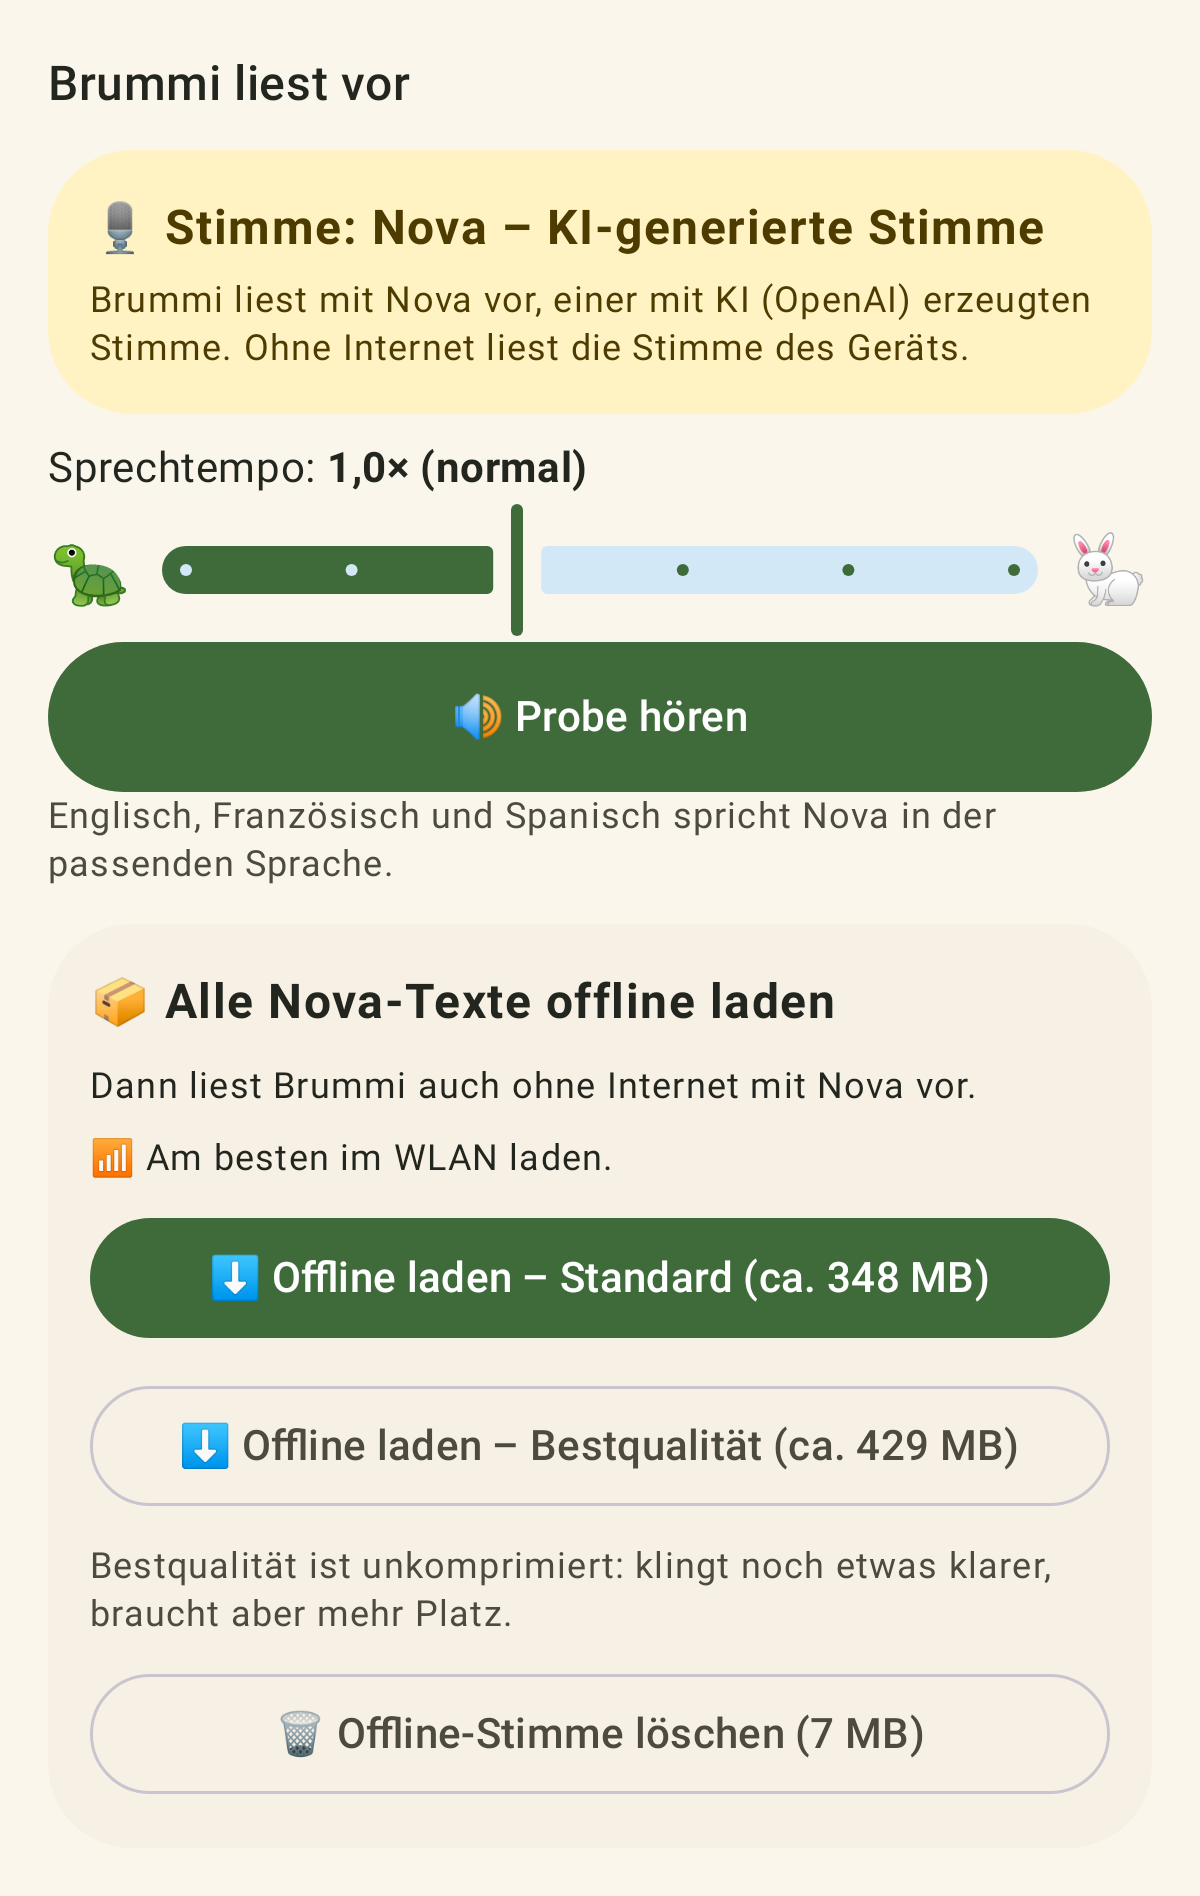 Brummi liest vor
Stimme: Nova – KI-generierte Stimme
Brummi liest mit Nova vor, einer mit KI (OpenAI) erzeugten
Stimme. Ohne Internet liest die Stimme des Geräts.
Sprechtempo: 1,0× (normal)
Probe hören
Englisch, Französisch und Spanisch spricht Nova in der
passenden Sprache.
Alle Nova-Texte offline laden
Dann liest Brummi auch ohne Internet mit Nova vor.
Am besten im WLAN laden.
Offline laden – Standard (ca. 348 MB)
Offline laden – Bestqualität (ca. 429 MB)
Bestqualität ist unkomprimiert: klingt noch etwas klarer,
braucht aber mehr Platz.
Offline-Stimme löschen (7 MB)